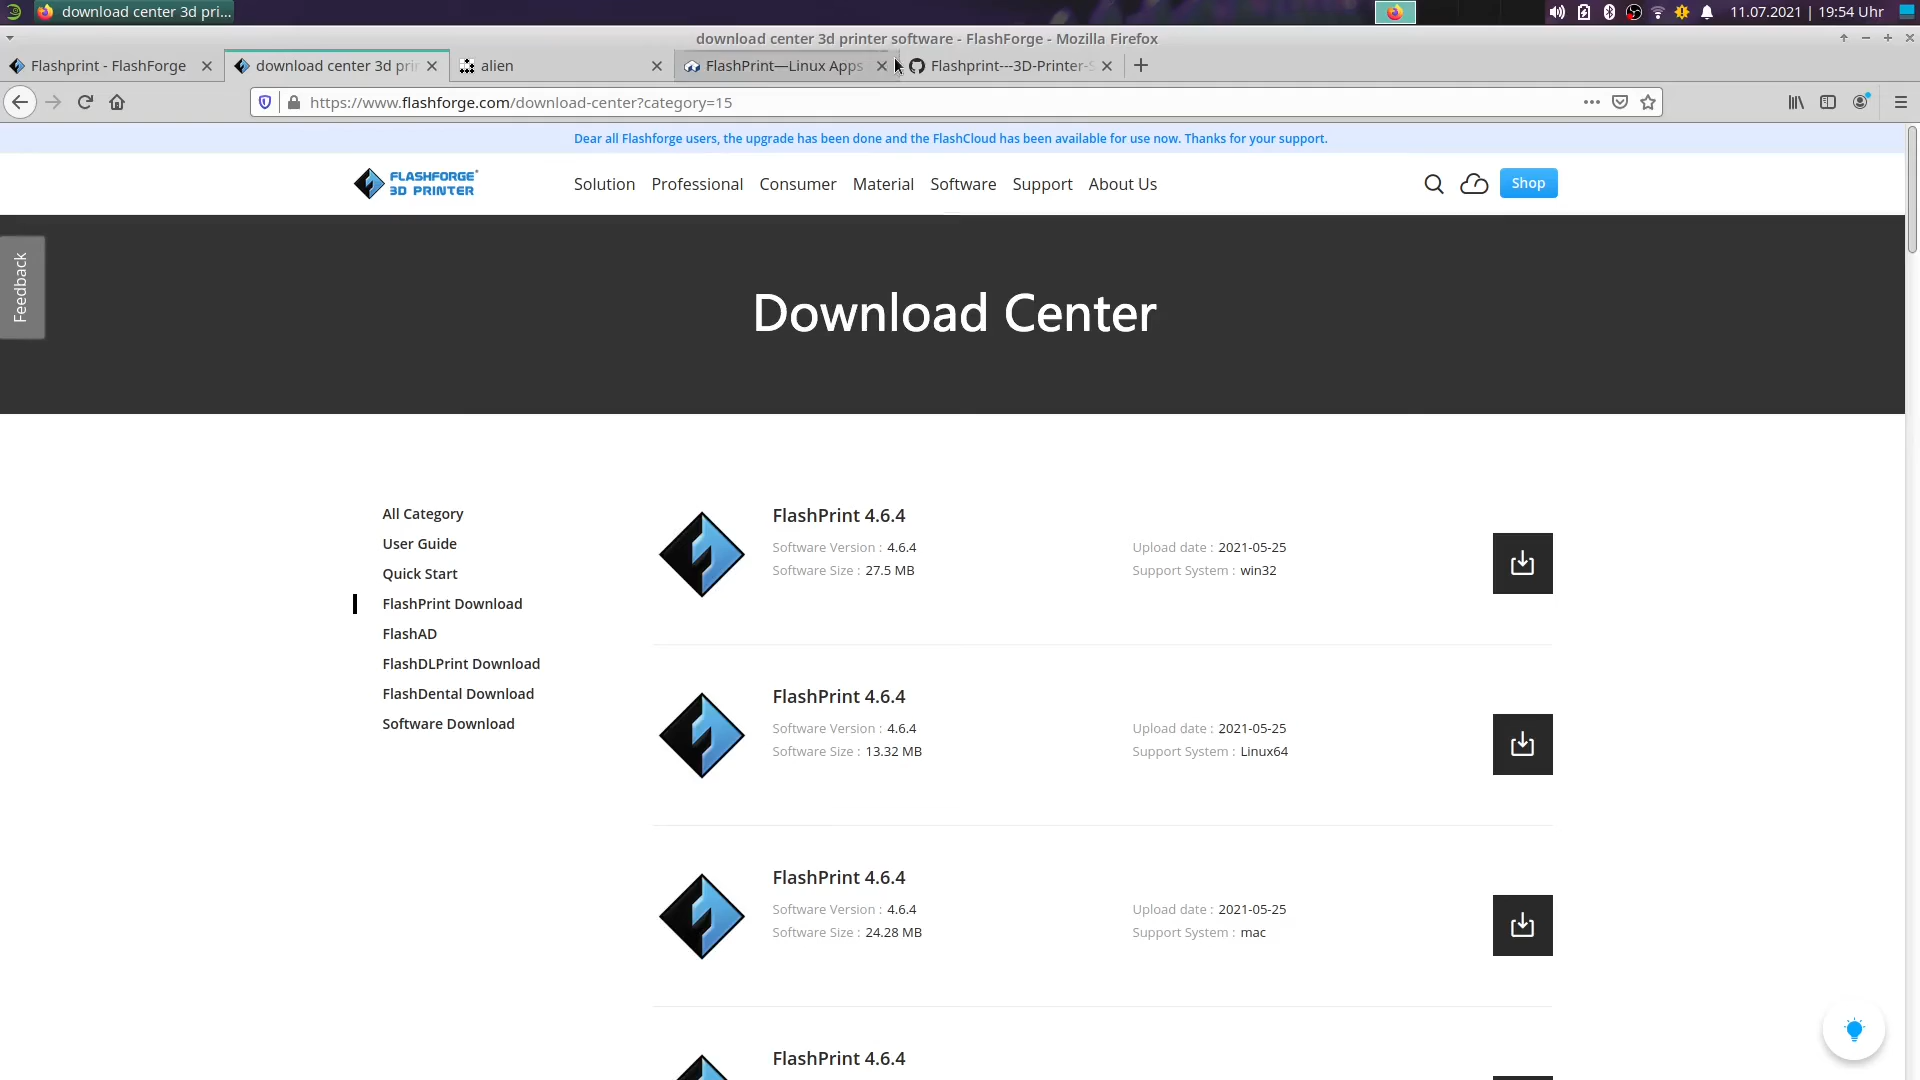 download center 3d pri...
11.07.2021 | 19:54 Uhr
download center 3d printer software - FlashForge - Mozilla Firefox
Flashprint - FlashForge
download center 3d pri
alien
FlashPrint—Linux Apps
Flashprint---3D-Printer-S
https://www.flashforge.com/download-center?category=15
Dear all Flashforge users, the upgrade has been done and the FlashCloud has been available for use now. Thanks for your support.
FLASHFORGE
3D PRINTER
Solution Professional Consumer Material Software Support About Us
Shop
Feedback
Download Center
All Category
User Guide
Quick Start
FlashPrint Download
FlashAD
FlashDLPrint Download
FlashDental Download
Software Download
FlashPrint 4.6.4
Software Version : 4.6.4 Upload date : 2021-05-25
Software Size : 27.5 MB Support System : win32
FlashPrint 4.6.4
Software Version : 4.6.4 Upload date : 2021-05-25
Software Size : 13.32 MB Support System : Linux64
FlashPrint 4.6.4
Software Version : 4.6.4 Upload date : 2021-05-25
Software Size : 24.28 MB Support System : mac
FlashPrint 4.6.4